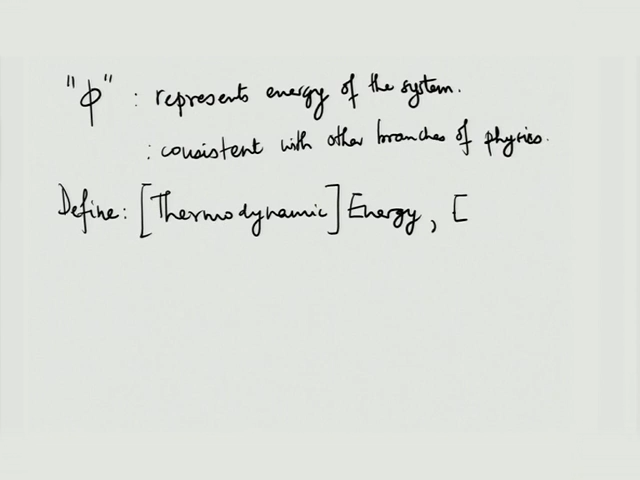 "ϕ" : represents energy of the system.
: consistent with other branches of physics.
Define: [Thermodynamic] Energy, E